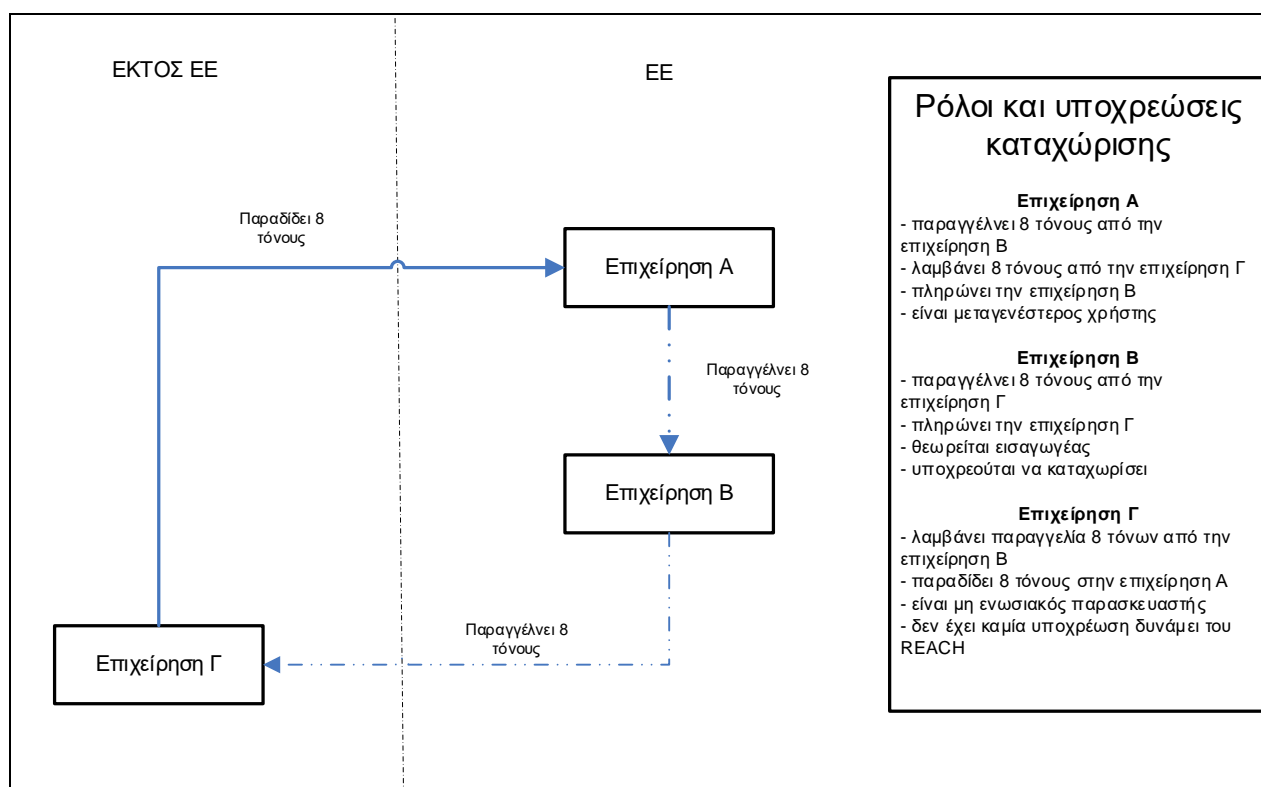 ΕΚΤΟΣ ΕΕ
ΕΕ
Παραδίδει 8
τόνους
Επιχείρηση Α
Παραγγέλνει 8
τόνους
Επιχείρηση Β
Παραγγέλνει 8
τόνους
Επιχείρηση Γ
Ρόλοι και υποχρεώσεις
καταχώρισης
Επιχείρηση Α
- παραγγέλνει 8 τόνους από την
επιχείρηση Β
- λαμβάνει 8 τόνους από την επιχείρηση Γ
- πληρώνει την επιχείρηση Β
- είναι μεταγενέστερος χρήστης
Επιχείρηση Β
- παραγγέλνει 8 τόνους από την
επιχείρηση Γ
- πληρώνει την επιχείρηση Γ
- θεωρείται εισαγωγέας
- υποχρεούται να καταχωρίσει
Επιχείρηση Γ
- λαμβάνει παραγγελία 8 τόνων από την
επιχείρηση Β
- παραδίδει 8 τόνους στην επιχείρηση Α
- είναι μη ενωσιακός παρασκευαστής
- δεν έχει καμία υποχρέωση δυνάμει του
REACH